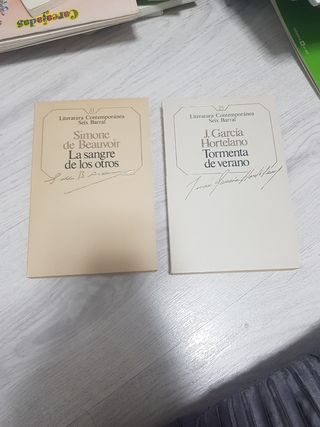 Carcajadas
Literatura Contemporánea
Seix Barral
Simone
de Beauvoir
La sangre
de los otros
Literatura Contemporánea
Seix Barral
J. García
Hortelano
Tormenta
de verano